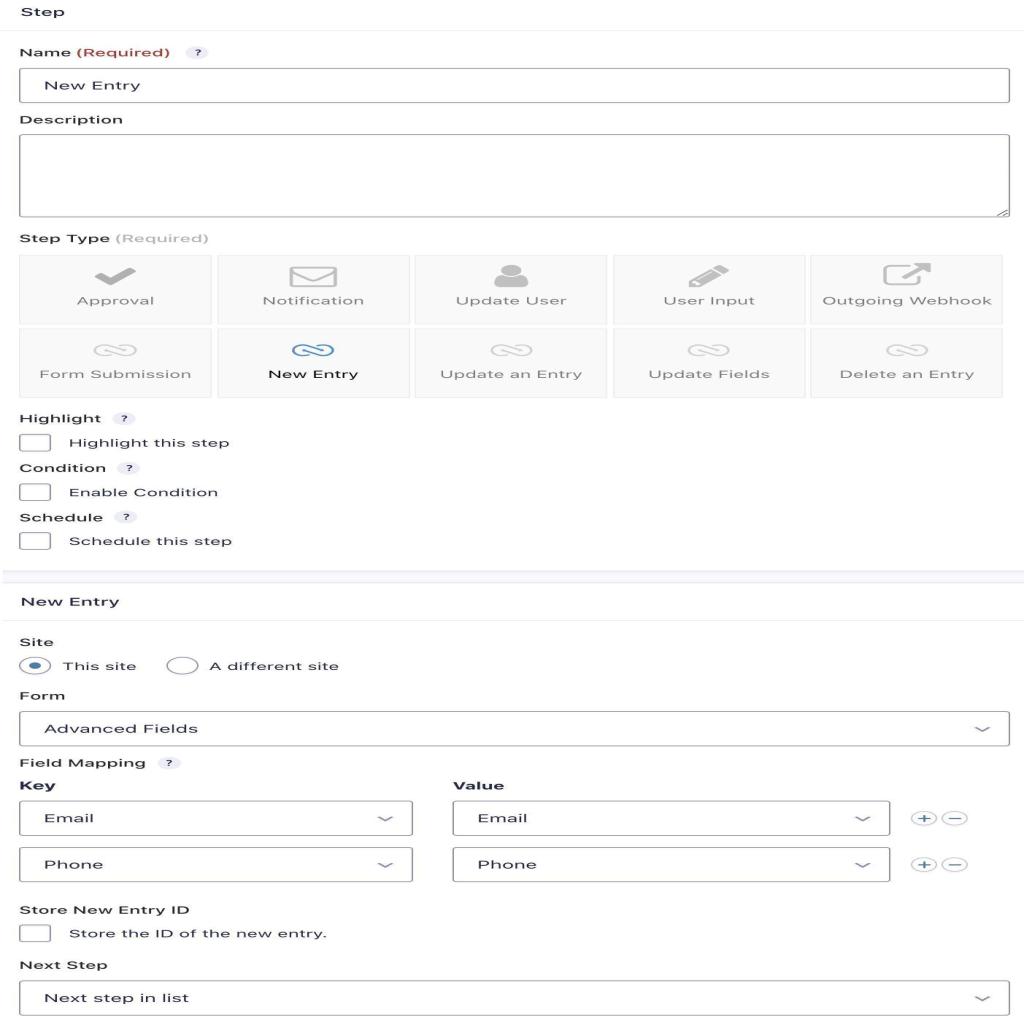 Step
Name (Required) ?
New Entry
Description
Step Type (Required)
Approval Notification Update User User Input Outgoing Webhook
Form Submission New Entry Update an Entry Update Fields Delete an Entry
Highlight ?
Highlight this step
Condition ?
Enable Condition
Schedule ?
Schedule this step
New Entry
Site
This site A different site
Form
Advanced Fields
Field Mapping ?
Key Value
Email Email
Phone Phone
Store New Entry ID
Store the ID of the new entry.
Next Step
Next step in list